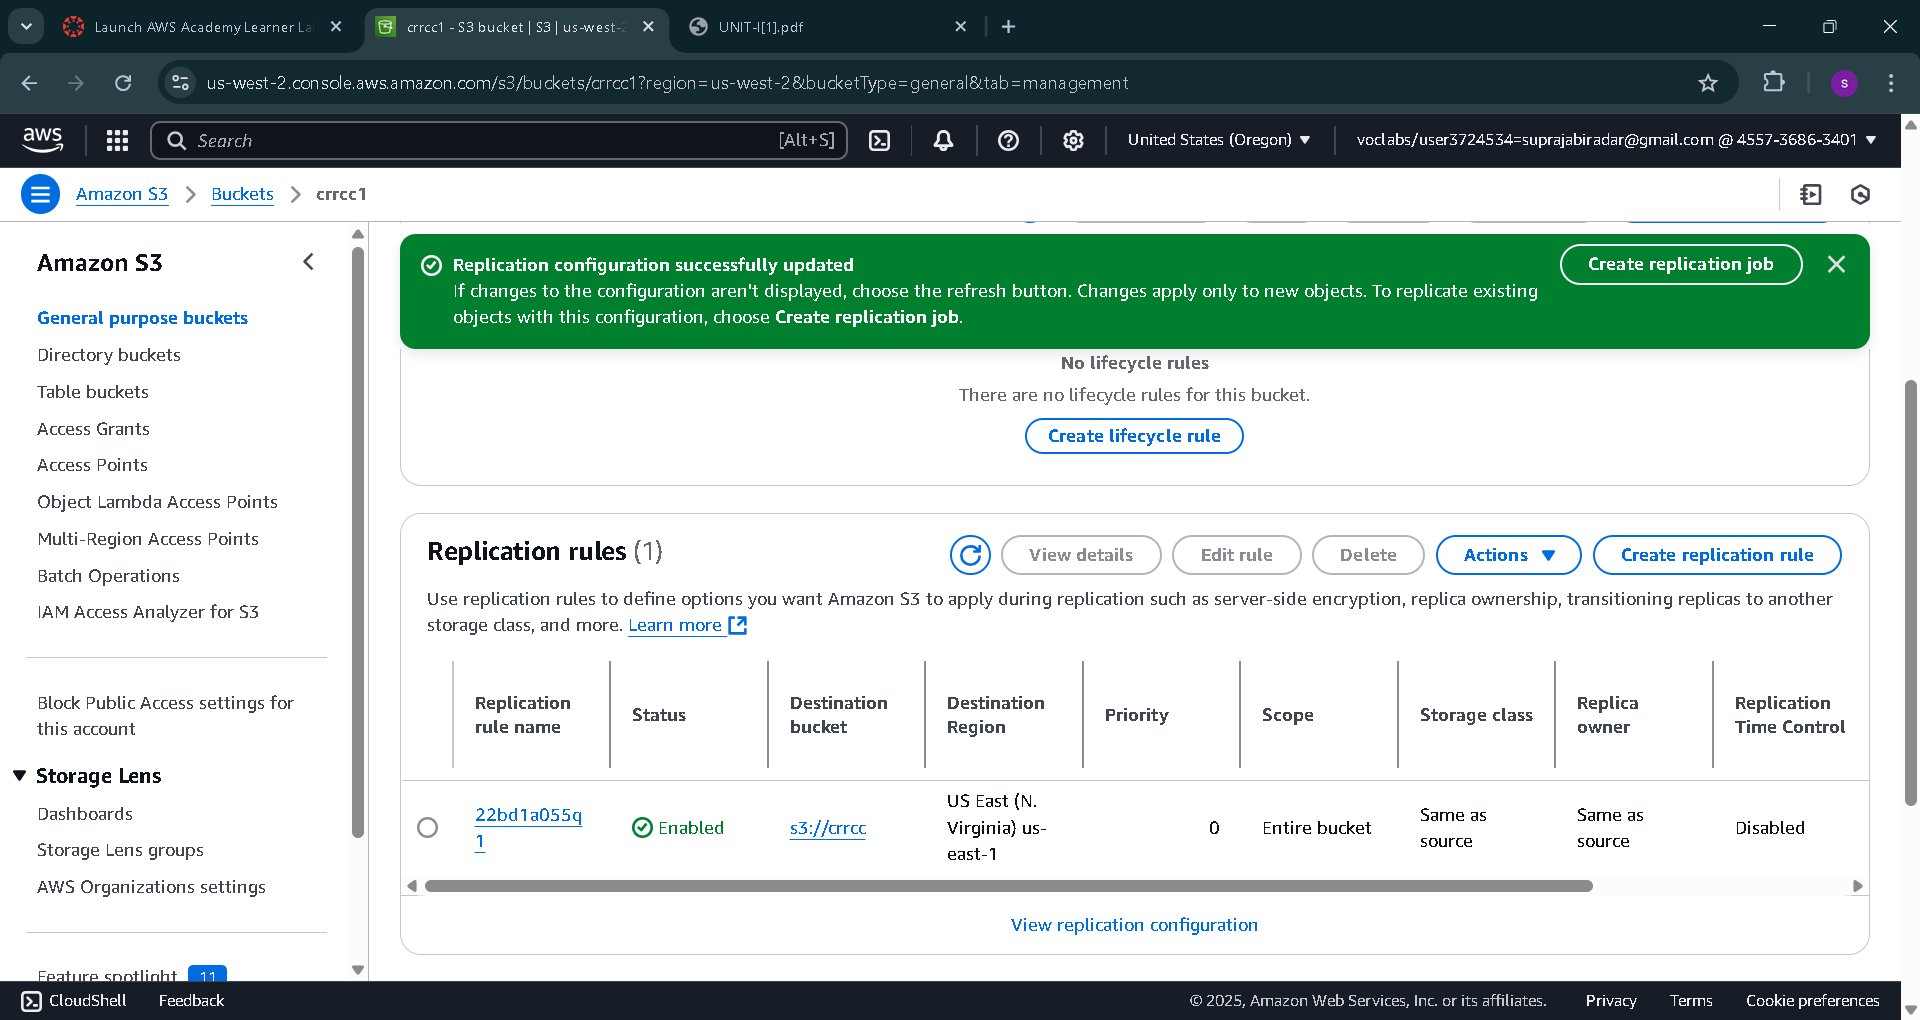 Launch AWS Academy Learner La
crrcc1 - S3 bucket | S3 | us-west-2
UNIT-I[1].pdf
us-west-2.console.aws.amazon.com/s3/buckets/crrcc1?region=us-west-2&bucketType=general&tab=management
s
aws
Search
[Alt+S]
United States (Oregon)
voclabs/user3724534=suprajabiradar@gmail.com @ 4557-3686-3401
Amazon S3
Buckets
crrcc1
Amazon S3
General purpose buckets
Directory buckets
Table buckets
Access Grants
Access Points
Object Lambda Access Points
Multi-Region Access Points
Batch Operations
IAM Access Analyzer for S3
Block Public Access settings for
this account
Storage Lens
Dashboards
Storage Lens groups
AWS Organizations settings
Feature spotlight 11
Replication configuration successfully updated
If changes to the configuration aren't displayed, choose the refresh button. Changes apply only to new objects. To replicate existing
objects with this configuration, choose Create replication job.
Create replication job
No lifecycle rules
There are no lifecycle rules for this bucket.
Create lifecycle rule
Replication rules (1)
View details
Edit rule
Delete
Actions
Create replication rule
Use replication rules to define options you want Amazon S3 to apply during replication such as server-side encryption, replica ownership, transitioning replicas to another
storage class, and more. Learn more
Replication
rule name
Status
Destination
bucket
Destination
Region
Priority
Scope
Storage class
Replica
owner
Replication
Time Control
22bd1a055q
1
Enabled
s3://crrcc
US East (N.
Virginia) us-
east-1
0
Entire bucket
Same as
source
Same as
source
Disabled
View replication configuration
CloudShell
Feedback
© 2025, Amazon Web Services, Inc. or its affiliates.
Privacy
Terms
Cookie preferences